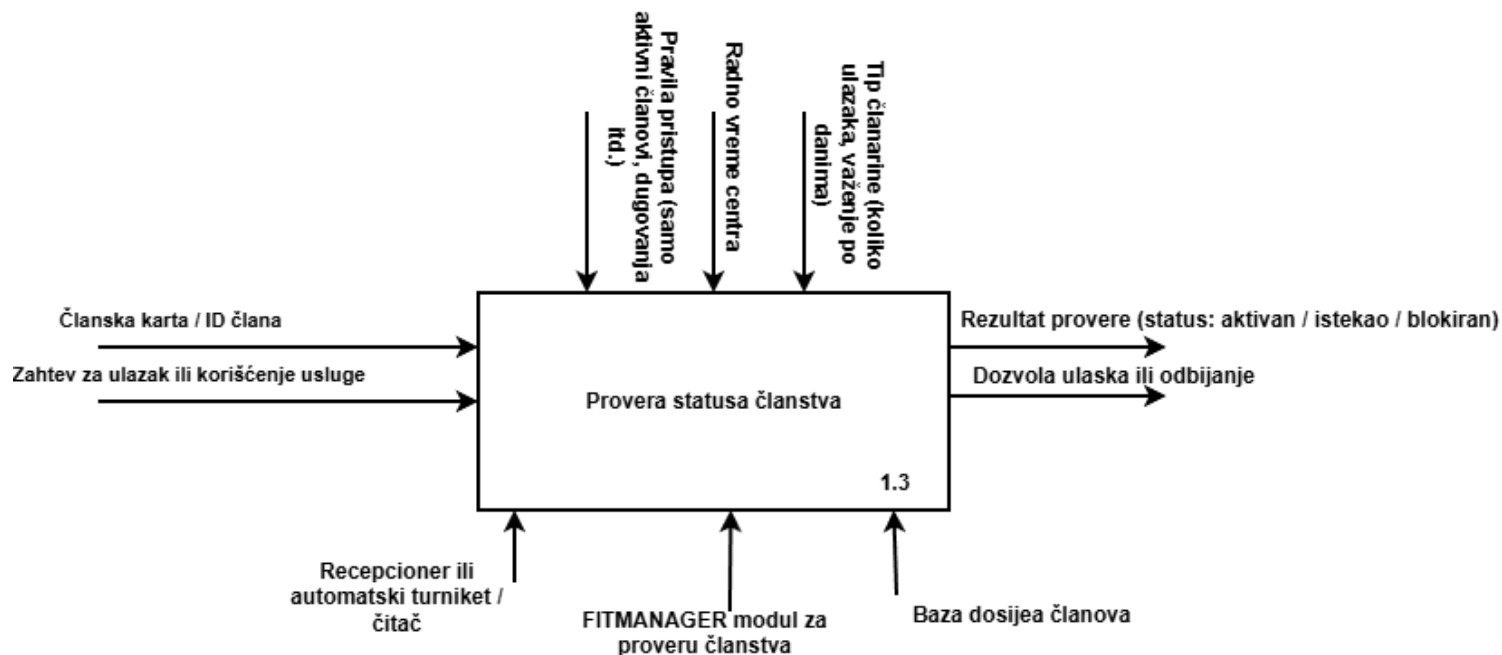 Pravila pristupa (samo
aktivni članovi, dugovanja
itd.)
Radno vreme centra
Tip članarine (koliko
ulazaka, važenje po
danima)
Članska karta / ID člana
Zahtev za ulazak ili korišćenje usluge
Rezultat provere (status: aktivan / istekao / blokiran)
Dozvola ulaska ili odbijanje
Provera statusa članstva
1.3
Recepcioner ili
automatski turniket /
čitač
FITMANAGER modul za
proveru članstva
Baza dosijea članova